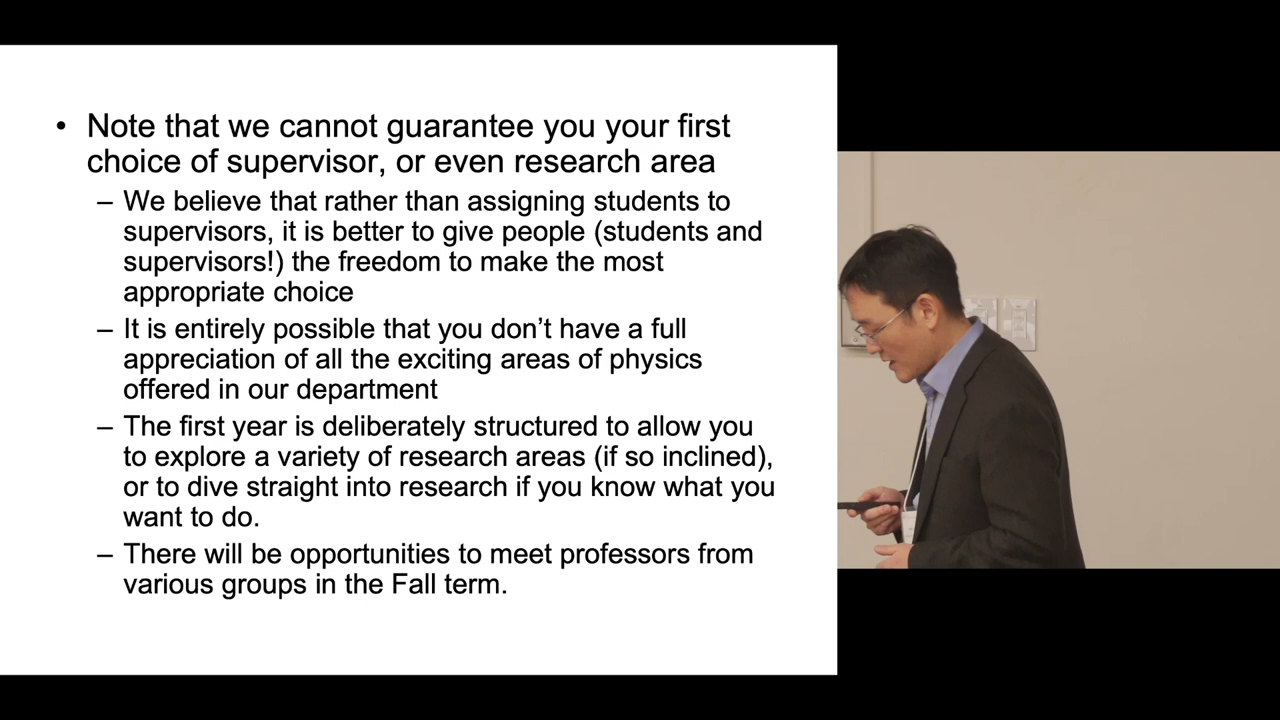 • Note that we cannot guarantee you your first
choice of supervisor, or even research area
– We believe that rather than assigning students to
supervisors, it is better to give people (students and
supervisors!) the freedom to make the most
appropriate choice
– It is entirely possible that you don’t have a full
appreciation of all the exciting areas of physics
offered in our department
– The first year is deliberately structured to allow you
to explore a variety of research areas (if so inclined),
or to dive straight into research if you know what you
want to do.
– There will be opportunities to meet professors from
various groups in the Fall term.